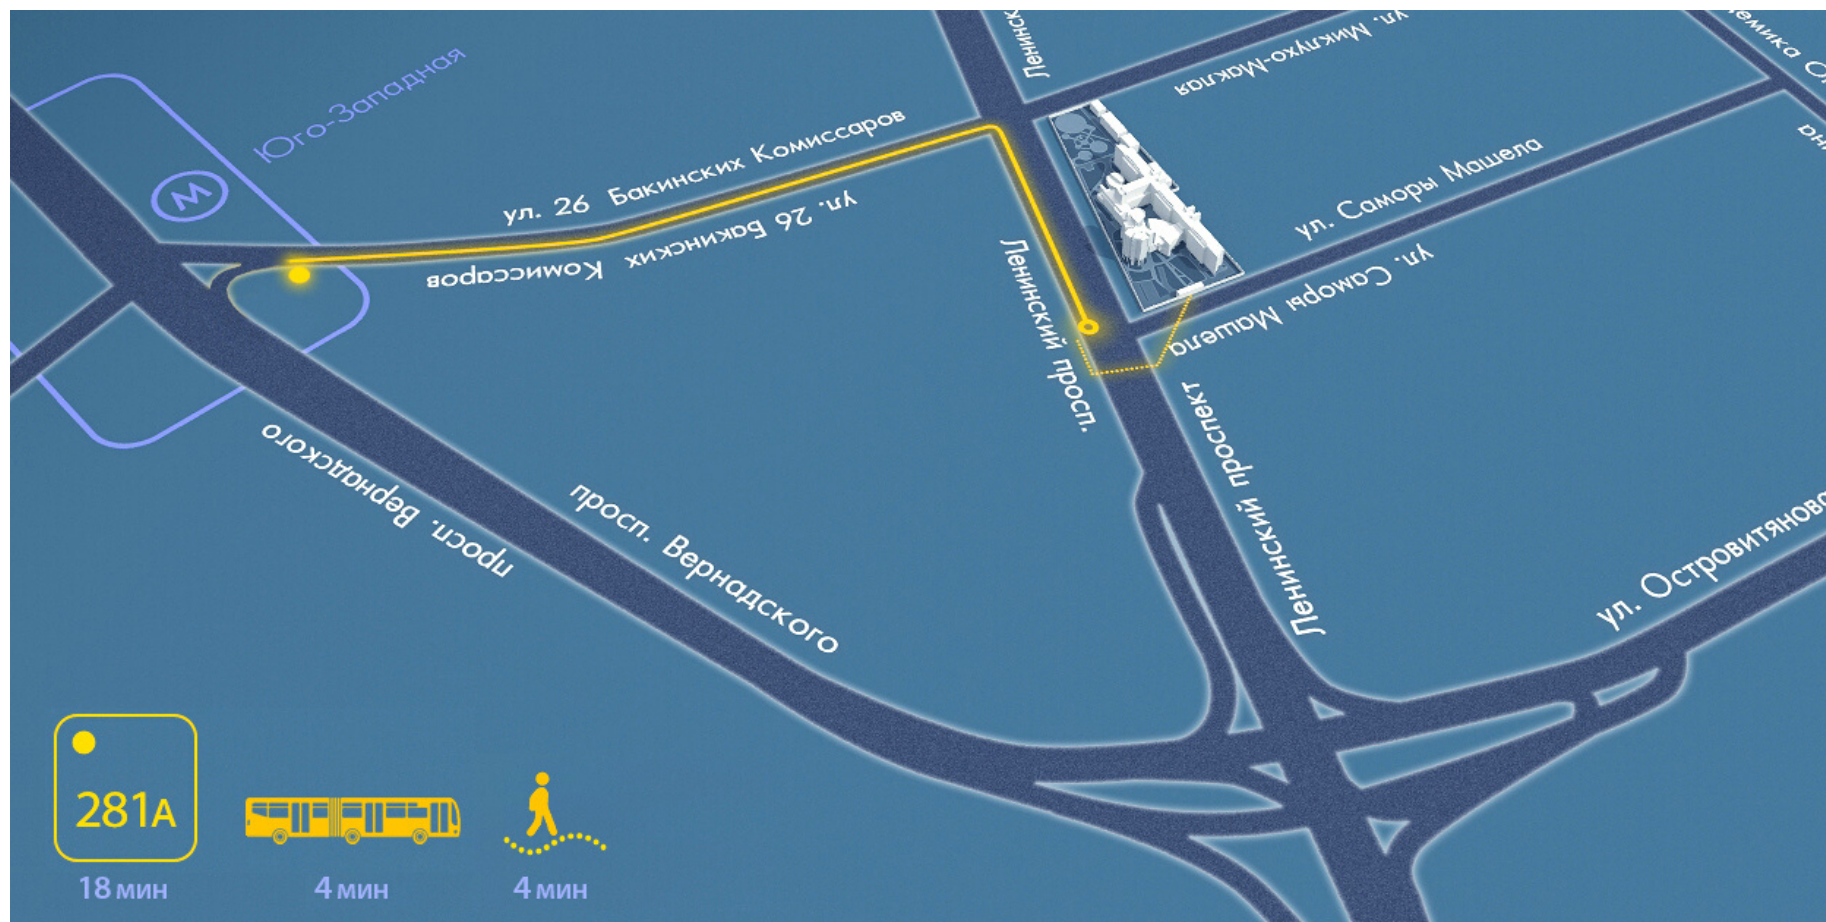 Ленинск
ул. Миклухо-Маклая
Юго-Западная
М
ул. 26 Бакинских Комиссаров
ул. 26 Бакинских Комиссаров
ул. Саморы Машела
ул. Саморы Машела
Ленинский просп.
Ленинский проспект
просп. Вернадского
просп. Вернадского
ул. Островитянова
281А
18 мин
4 мин
4 мин